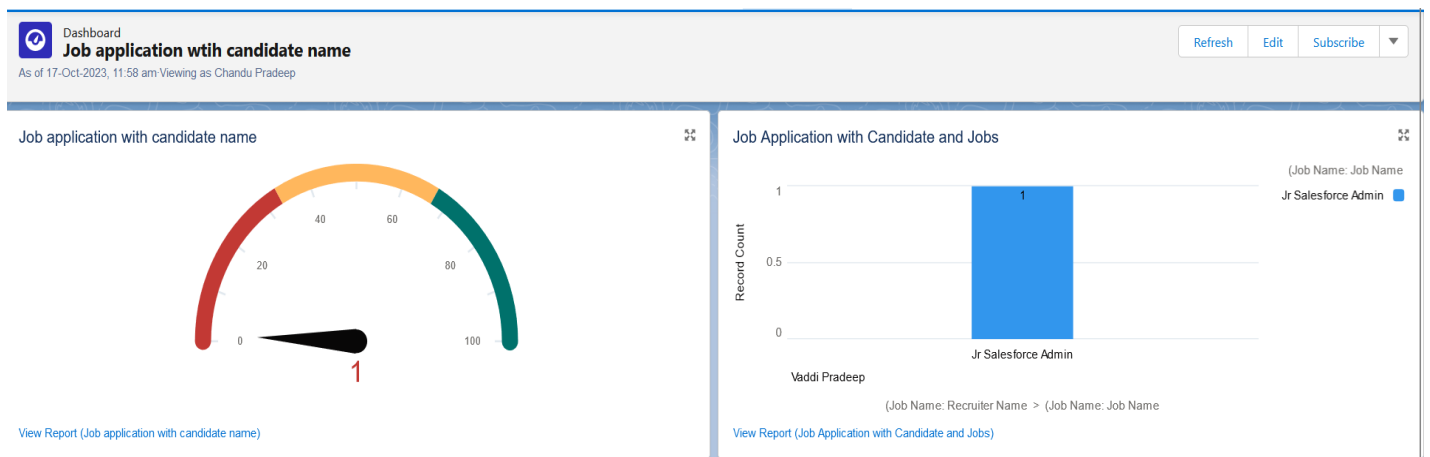 Dashboard
Job application wtih candidate name
As of 17-Oct-2023, 11:58 am·Viewing as Chandu Pradeep
Refresh
Edit
Subscribe
Job application with candidate name
0
20
40
60
80
100
1
View Report (Job application with candidate name)
Job Application with Candidate and Jobs
(Job Name: Job Name
Jr Salesforce Admin
Record Count
1
0.5
0
1
Jr Salesforce Admin
Vaddi Pradeep
(Job Name: Recruiter Name > (Job Name: Job Name
View Report (Job Application with Candidate and Jobs)